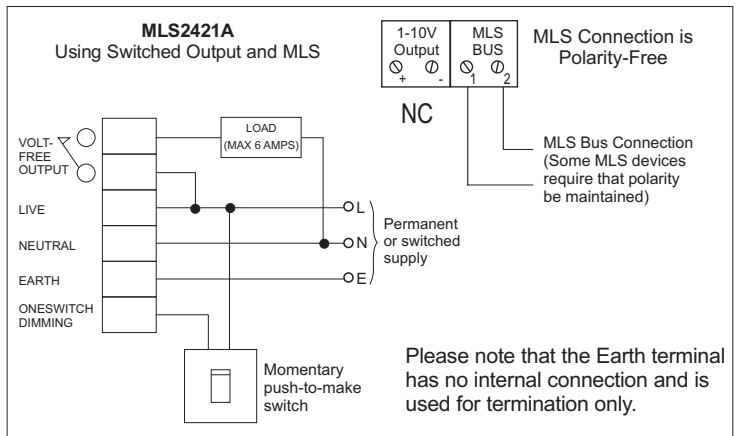 MLS2421A
Using Switched Output and MLS
1-10V
Output
+ -
MLS
BUS
1 2
NC
MLS Connection is
Polarity-Free
MLS Bus Connection
(Some MLS devices
require that polarity
be maintained)
VOLT-
FREE
OUTPUT
LOAD
(MAX 6 AMPS)
LIVE
NEUTRAL
EARTH
ONESWITCH
DIMMING
L
N
E
Permanent
or switched
supply
Momentary
push-to-make
switch
Please note that the Earth terminal
has no internal connection and is
used for termination only.